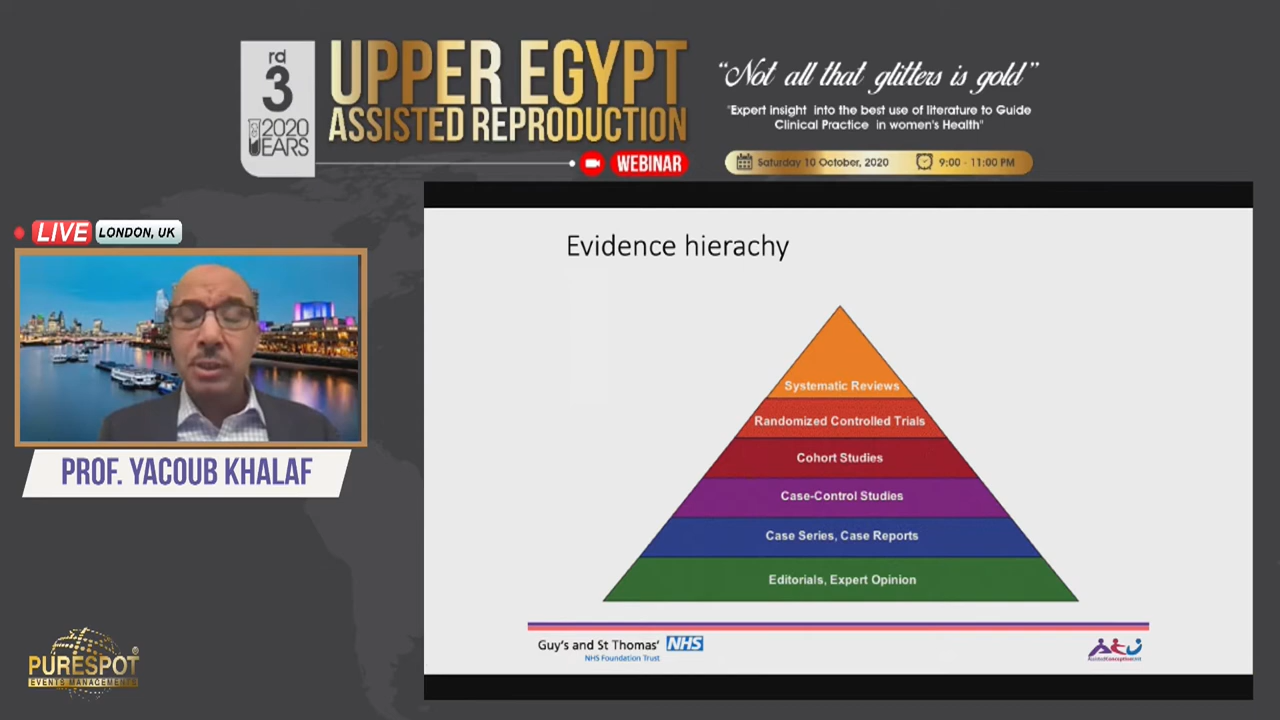 rd
3
2020
YEARS
UPPER EGYPT
ASSISTED REPRODUCTION
WEBINAR
“Not all that glitters is gold”
"Expert insight into the best use of literature to Guide
Clinical Practice in women's Health"
Saturday 10 October, 2020
9:00 - 11:00 PM
LIVE
LONDON, UK
PROF. YACOUB KHALAF
Evidence hierachy
Systematic Reviews
Randomized Controlled Trials
Cohort Studies
Case-Control Studies
Case Series, Case Reports
Editorials, Expert Opinion
Guy's and St Thomas' NHS
NHS Foundation Trust
AssistedConceptionUnit
PURESPOT
EVENTS MANAGEMENTS